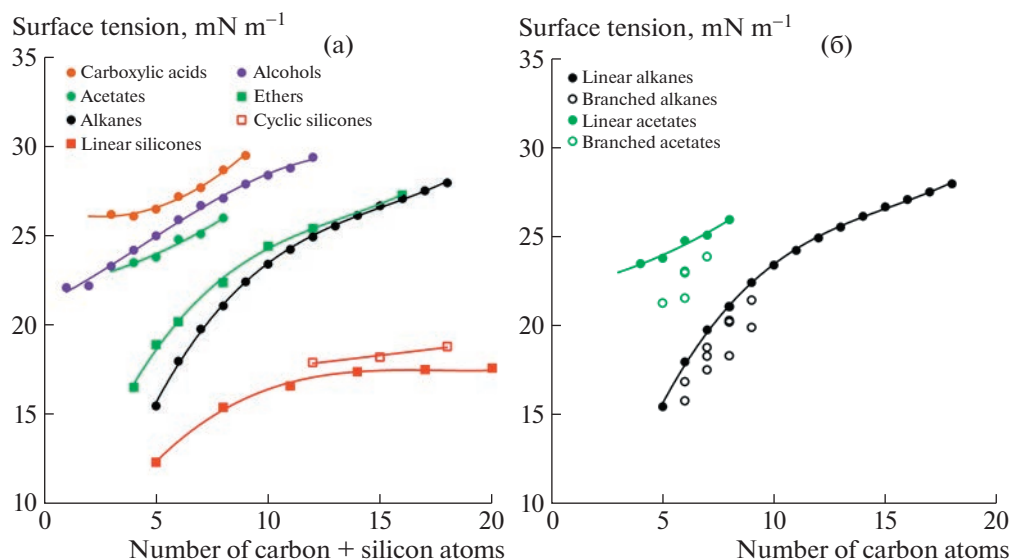 Surface tension, mN m⁻¹
(a)
35
Carboxylic acids
Alcohols
Acetates
Ethers
Alkanes
Cyclic silicones
Linear silicones
30
25
20
15
10
0
5
10
15
20
Number of carbon + silicon atoms
Surface tension, mN m⁻¹
(б)
35
Linear alkanes
Branched alkanes
Linear acetates
Branched acetates
30
25
20
15
10
0
5
10
15
20
Number of carbon atoms